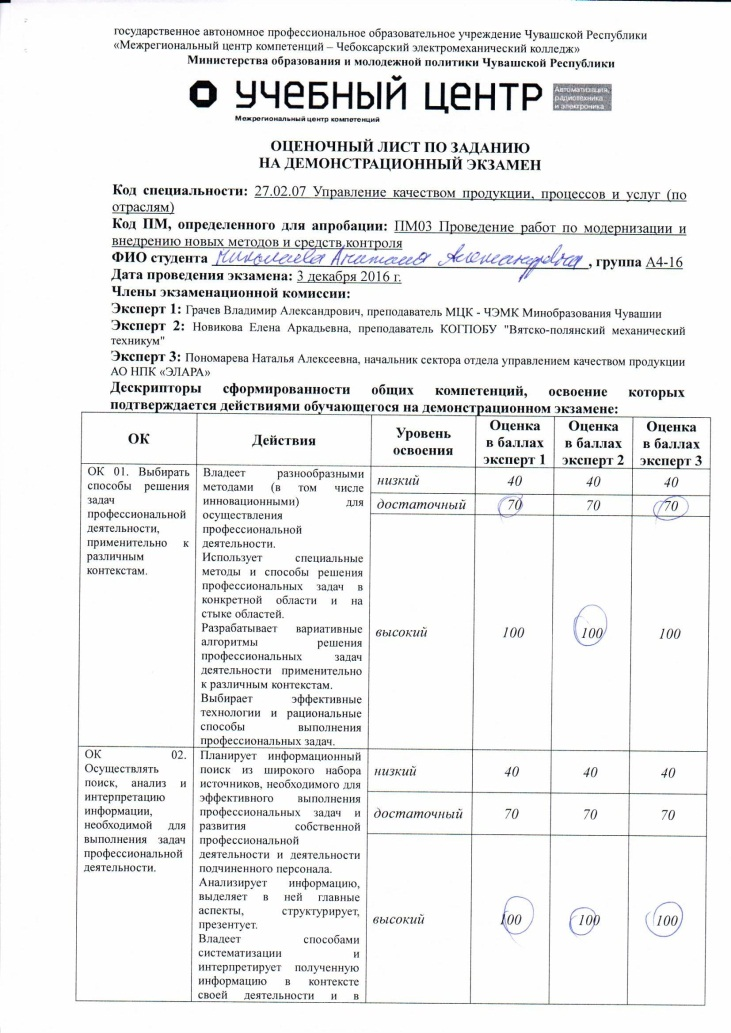 государственное автономное профессиональное образовательное учреждение Чувашской Республики
«Межрегиональный центр компетенций – Чебоксарский электромеханический колледж»
Министерства образования и молодежной политики Чувашской Республики
УЧЕБНЫЙ ЦЕНТР
Автоматизация,
радиотехника
и электроника
Межрегиональный центр компетенций
ОЦЕНОЧНЫЙ ЛИСТ ПО ЗАДАНИЮ
НА ДЕМОНСТРАЦИОННЫЙ ЭКЗАМЕН
Код специальности: 27.02.07 Управление качеством продукции, процессов и услуг (по
отраслям)
Код ПМ, определенного для апробации: ПМ03 Проведение работ по модернизации и
внедрению новых методов и средств контроля
ФИО студента Николаева Александровна, группа А4-16
Дата проведения экзамена: 3 декабря 2016 г.
Члены экзаменационной комиссии:
Эксперт 1: Грачев Владимир Александрович, преподаватель МЦК - ЧЭМК Минобразования Чувашии
Эксперт 2: Новикова Елена Аркадьевна, преподаватель КОГПОБУ "Вятско-полянский механический
техникум"
Эксперт 3: Пономарева Наталья Алексеевна, начальник сектора отдела управлением качеством продукции
АО НПК «ЭЛАРА»
Дескрипторы сформированности общих компетенций, освоение которых
подтверждается действиями обучающегося на демонстрационном экзамене:
ОК
Действия
Уровень
освоения
Оценка
в баллах
эксперт 1
Оценка
в баллах
эксперт 2
Оценка
в баллах
эксперт 3
ОК 01. Выбирать
способы решения
задач
профессиональной
деятельности,
применительно к
различным
контекстам.
Владеет разнообразными
методами (в том числе
инновационными) для
осуществления
профессиональной
деятельности.
Использует специальные
методы и способы решения
профессиональных задач в
конкретной области и на
стыке областей.
Разрабатывает вариативные
алгоритмы решения
профессиональных задач
деятельности применительно
к различным контекстам.
Выбирает эффективные
технологии и рациональные
способы выполнения
профессиональных задач.
низкий 40 40 40
достаточный 70 70 70
высокий 100 100 100
ОК 02.
Осуществлять
поиск, анализ и
интерпретацию
информации,
необходимой для
выполнения задач
профессиональной
деятельности.
Планирует информационный
поиск из широкого набора
источников, необходимого для
эффективного выполнения
профессиональных задач и
развития собственной
профессиональной
деятельности и деятельности
подчиненного персонала.
Анализирует информацию,
выделяет в ней главные
аспекты, структурирует,
презентует.
Владеет способами
систематизации и
интерпретирует полученную
информацию в контексте
своей деятельности и в
низкий 40 40 40
достаточный 70 70 70
высокий 100 100 100